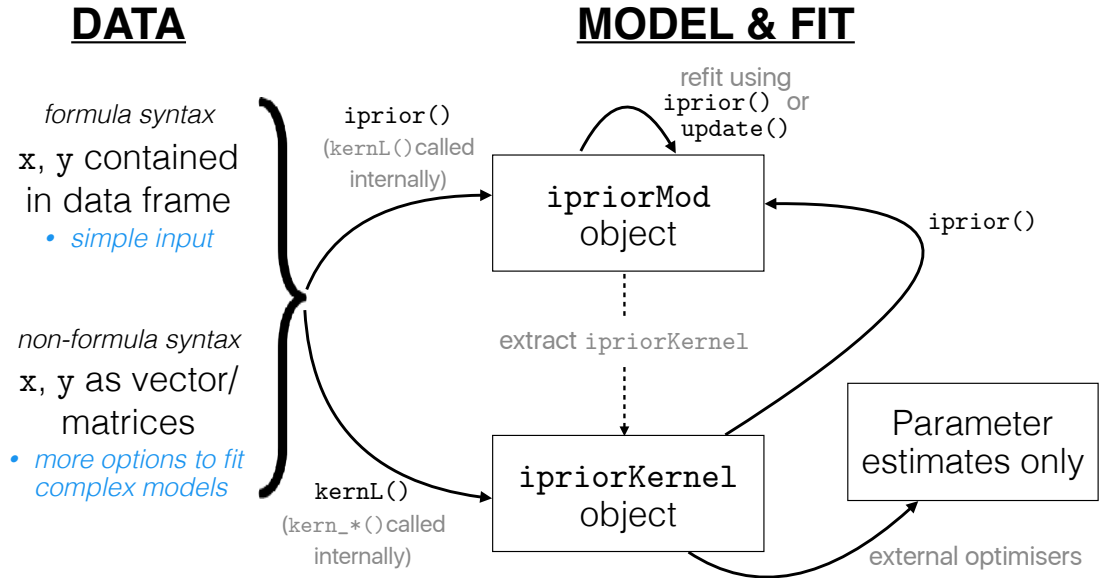 DATA
MODEL & FIT
formula syntax
x, y contained
in data frame
• simple input
non-formula syntax
x, y as vector/
matrices
• more options to fit
complex models
iprior()
(kernL()called
internally)
kernL()
(kern_*()called
internally)
refit using
iprior() or
update()
ipriorMod
object
iprior()
extract ipriorKernel
ipriorKernel
object
Parameter
estimates only
external optimisers